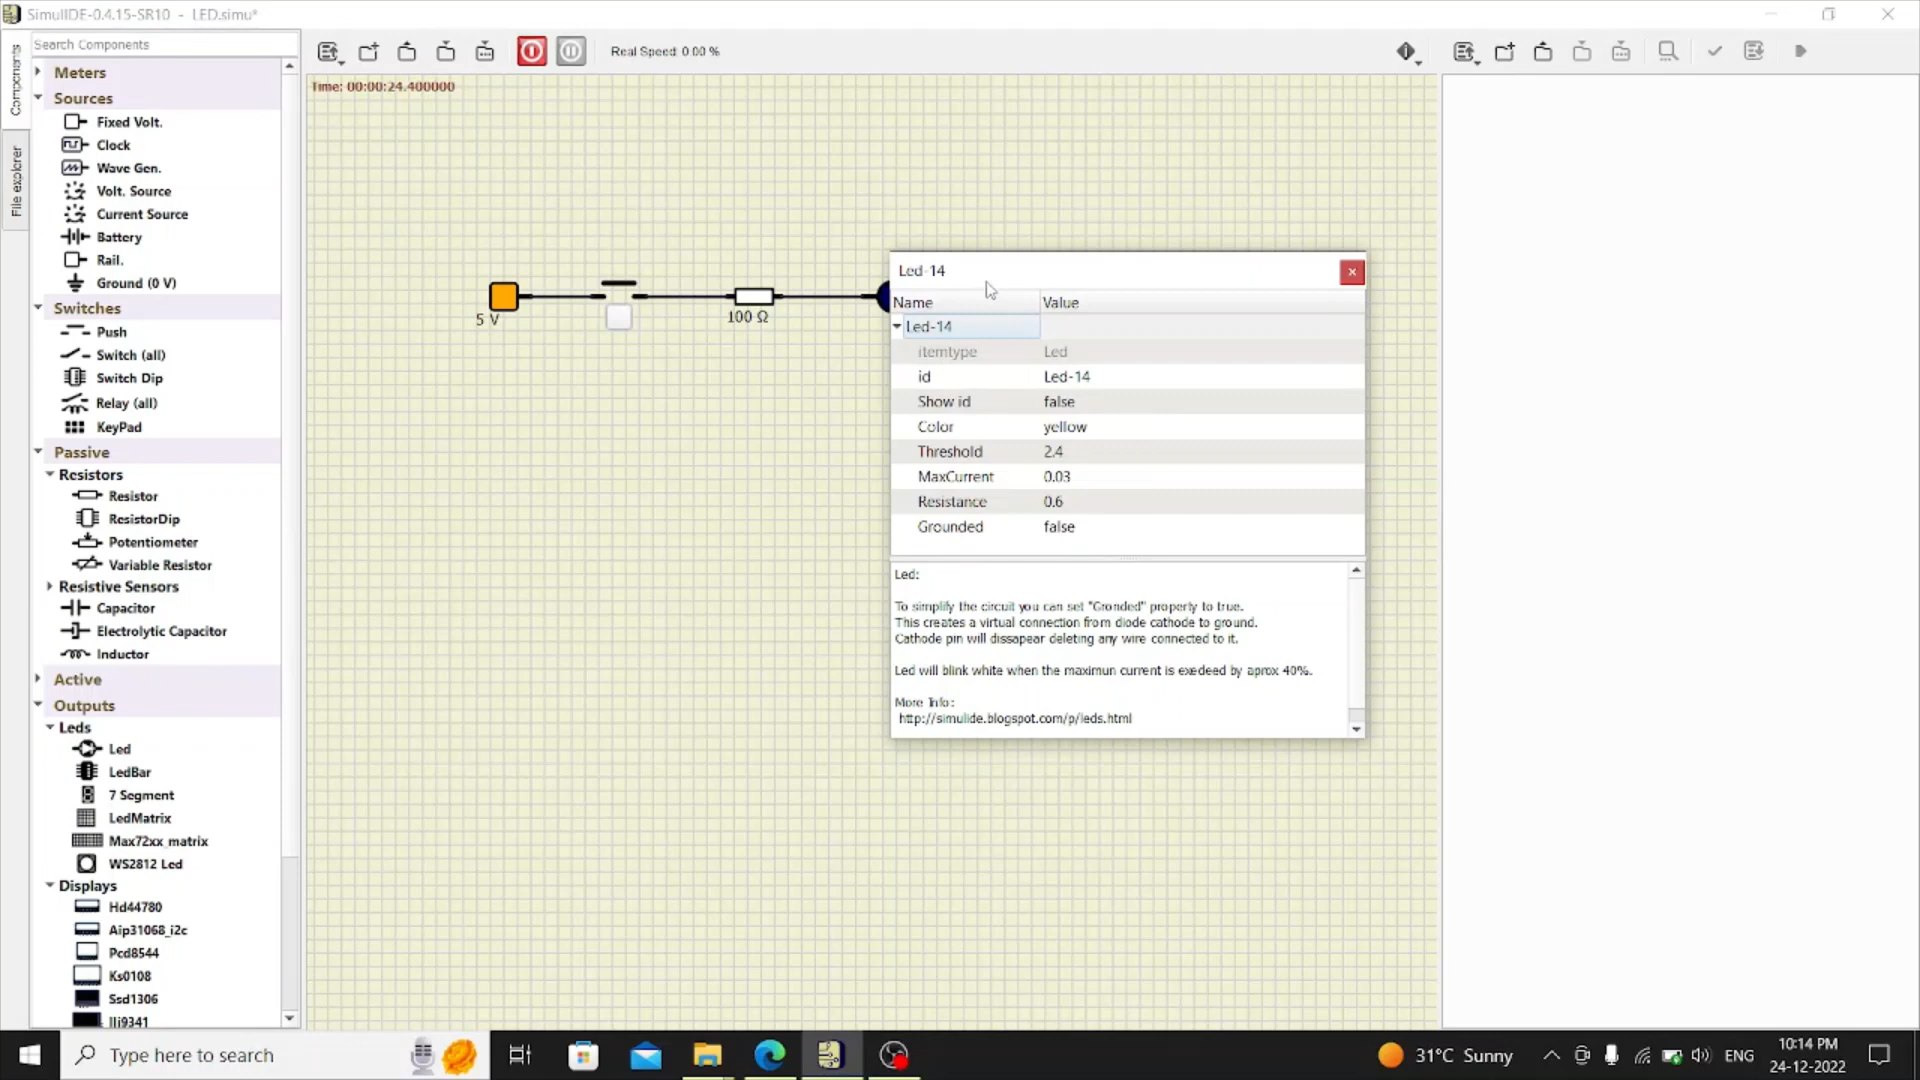 SimulIDE-0.4.15-SR10 - LED.simu*
Components
File explorer
Search Components
Meters
Sources
Fixed Volt.
Clock
Wave Gen.
Volt. Source
Current Source
Battery
Rail.
Ground (0 V)
Switches
Push
Switch (all)
Switch Dip
Relay (all)
KeyPad
Passive
Resistors
Resistor
ResistorDip
Potentiometer
Variable Resistor
Resistive Sensors
Capacitor
Electrolytic Capacitor
Inductor
Active
Outputs
Leds
Led
LedBar
7 Segment
LedMatrix
Max72xx_matrix
WS2812 Led
Displays
Hd44780
Aip31068_i2c
Pcd8544
Ks0108
Ssd1306
Ili9341
Real Speed: 0.00 %
Time: 00:00:24.400000
5 V
100 Ω
Led-14
Name Value
Led-14
itemtype Led
id Led-14
Show id false
Color yellow
Threshold 2.4
MaxCurrent 0.03
Resistance 0.6
Grounded false
Led:
To simplify the circuit you can set "Gronded" property to true.
This creates a virtual connection from diode cathode to ground.
Cathode pin will dissapear deleting any wire connected to it.
Led will blink white when the maximun current is exedeed by aprox 40%.
More Info:
http://simulide.blogspot.com/p/leds.html
Type here to search
31°C Sunny
ENG
10:14 PM
24-12-2022